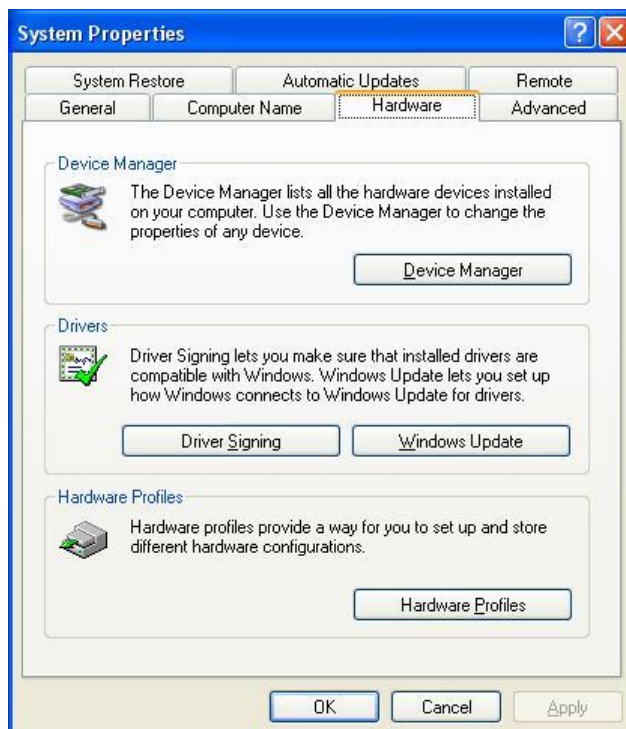 System Properties
System Restore Automatic Updates Remote
General Computer Name Hardware Advanced
Device Manager
The Device Manager lists all the hardware devices installed
on your computer. Use the Device Manager to change the
properties of any device.
Device Manager
Drivers
Driver Signing lets you make sure that installed drivers are
compatible with Windows. Windows Update lets you set up
how Windows connects to Windows Update for drivers.
Driver Signing Windows Update
Hardware Profiles
Hardware profiles provide a way for you to set up and store
different hardware configurations.
Hardware Profiles
OK Cancel Apply